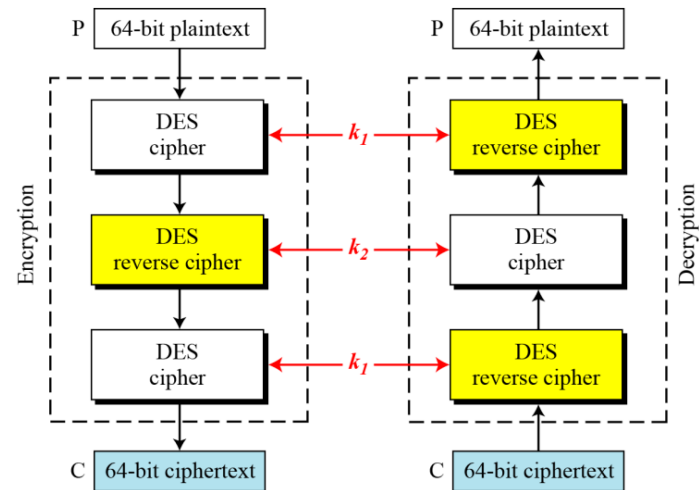 P 64-bit plaintext
P 64-bit plaintext
Encryption
DES
cipher
k1
DES
reverse cipher
DES
reverse cipher
k2
DES
cipher
DES
cipher
k1
DES
reverse cipher
Decryption
C 64-bit ciphertext
C 64-bit ciphertext